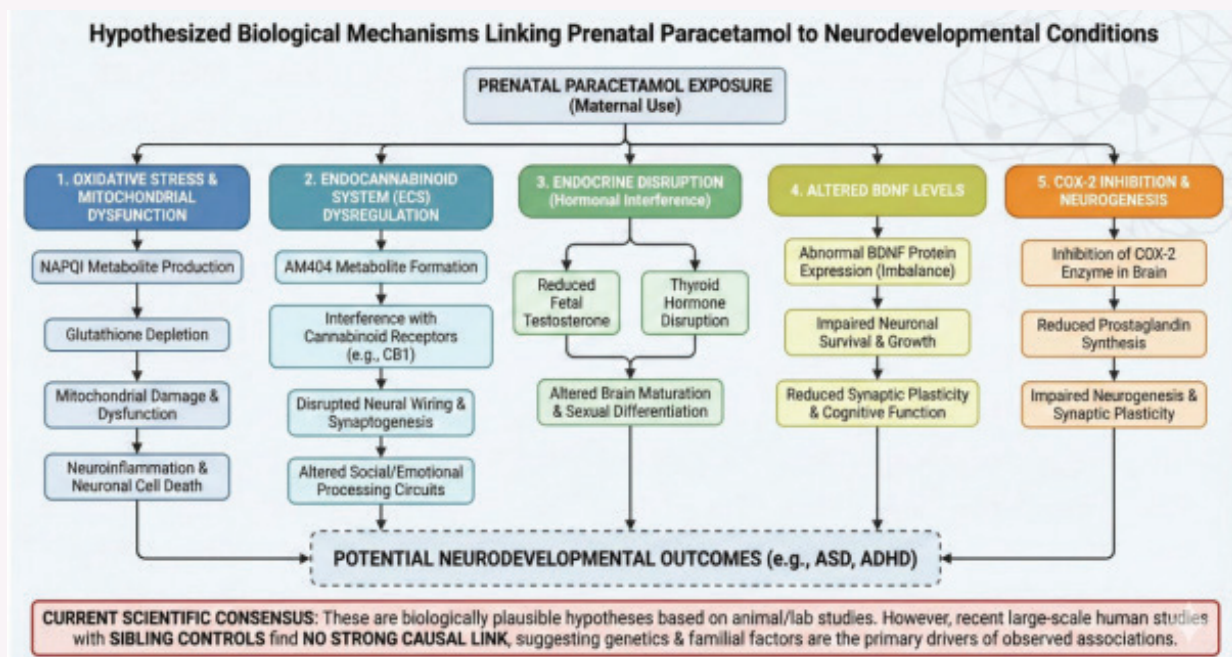 Hypothesized Biological Mechanisms Linking Prenatal Paracetamol to Neurodevelopmental Conditions
PRENATAL PARACETAMOL EXPOSURE
(Maternal Use)
1. OXIDATIVE STRESS &
MITOCHONDRIAL
DYSFUNCTION
NAPQI Metabolite Production
Glutathione Depletion
Mitochondrial Damage &
Dysfunction
Neuroinflammation &
Neuronal Cell Death
2. ENDOCANNABINOID
SYSTEM (ECS)
DYSREGULATION
AM404 Metabolite Formation
Interference with
Cannabinoid Receptors
(e.g., CB1)
Disrupted Neural Wiring &
Synaptogenesis
Altered Social/Emotional
Processing Circuits
3. ENDOCRINE DISRUPTION
(Hormonal Interference)
Reduced
Fetal
Testosterone
Thyroid
Hormone
Disruption
Altered Brain Maturation
& Sexual Differentiation
4. ALTERED BDNF LEVELS
Abnormal BDNF Protein
Expression (Imbalance)
Impaired Neuronal
Survival & Growth
Reduced Synaptic Plasticity
& Cognitive Function
5. COX-2 INHIBITION &
NEUROGENESIS
Inhibition of COX-2
Enzyme in Brain
Reduced Prostaglandin
Synthesis
Impaired Neurogenesis &
Synaptic Plasticity
POTENTIAL NEURODEVELOPMENTAL OUTCOMES (e.g., ASD, ADHD)
CURRENT SCIENTIFIC CONSENSUS: These are biologically plausible hypotheses based on animal/lab studies. However, recent large-scale human studies
with SIBLING CONTROLS find NO STRONG CAUSAL LINK, suggesting genetics & familial factors are the primary drivers of observed associations.